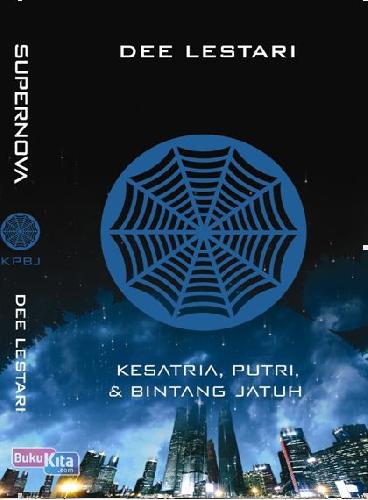 SUPERNOVA
KPBJ
DEE LESTARI
DEE LESTARI
KESATRIA, PUTRI,
& BINTANG JATUH
BukuKita
.com